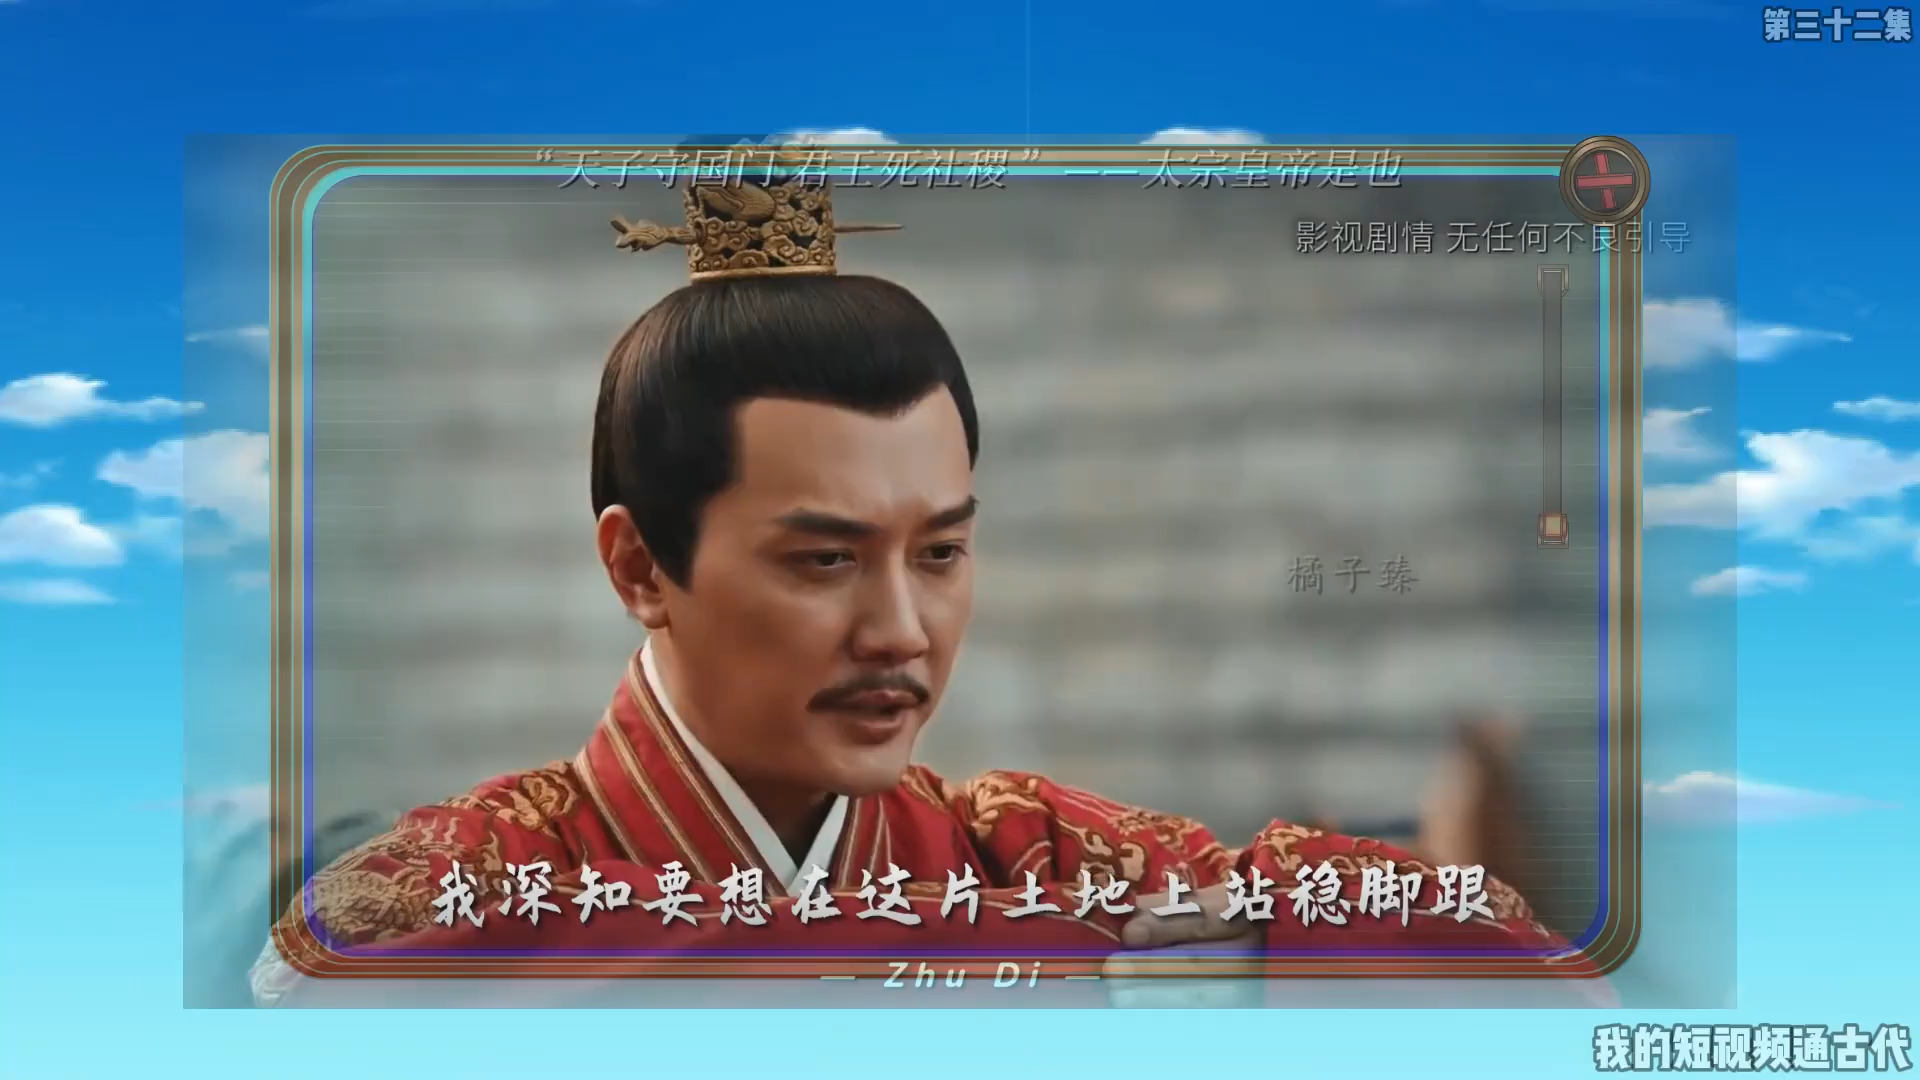 第三十二集
“天子守国门 君王死社稷” ——太宗皇帝是也
影视剧情 无任何不良引导
橘子臻
我深知要想在这片土地上站稳脚跟
— Zhu Di —
我的短视频通古代